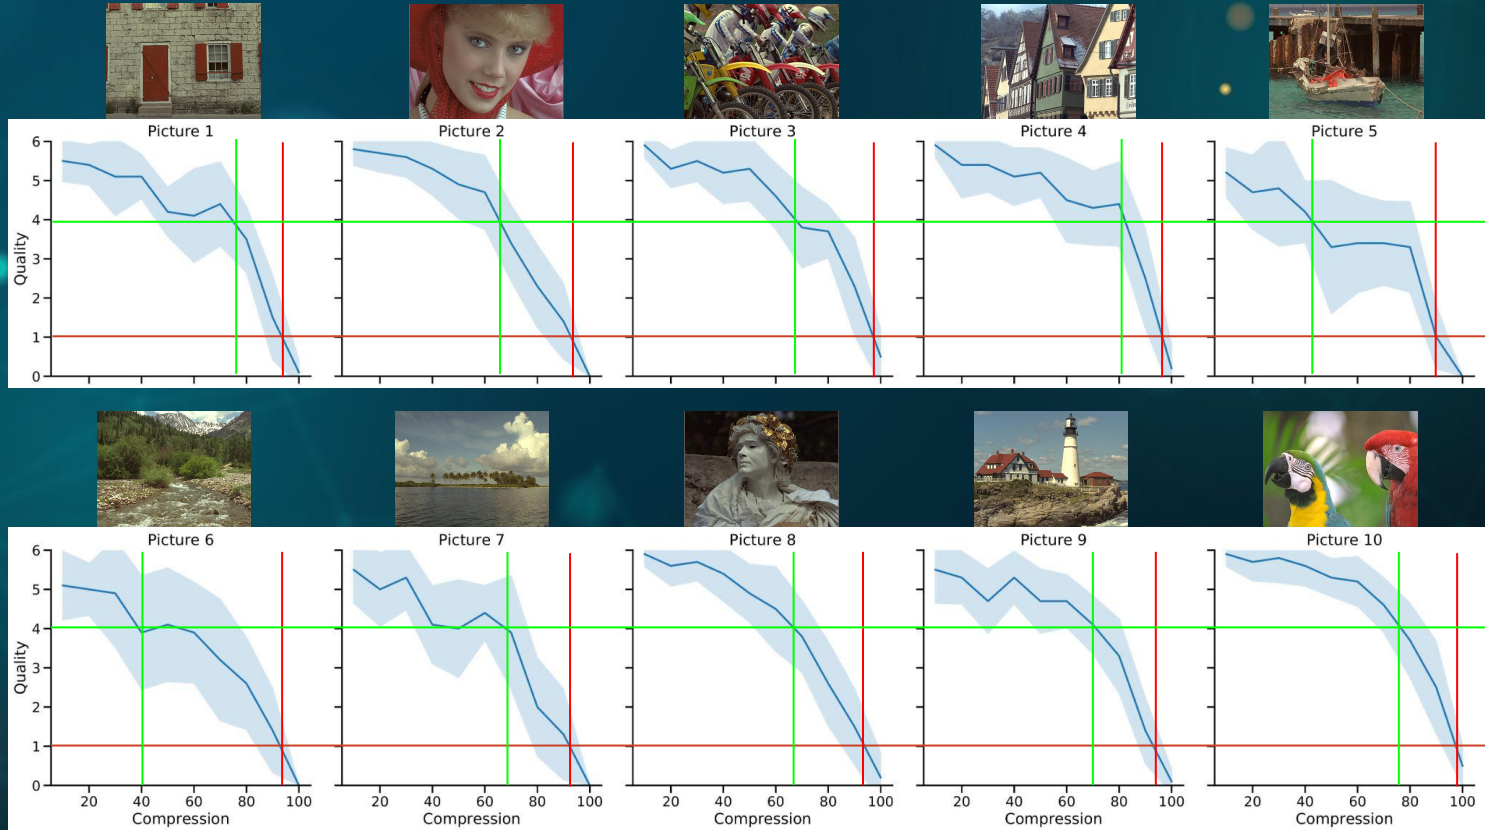 Picture 1
Picture 2
Picture 3
Picture 4
Picture 5
Quality
6
5
4
3
2
1
0
Picture 6
Picture 7
Picture 8
Picture 9
Picture 10
Quality
6
5
4
3
2
1
0
20 40 60 80 100
20 40 60 80 100
20 40 60 80 100
20 40 60 80 100
20 40 60 80 100
Compression
Compression
Compression
Compression
Compression